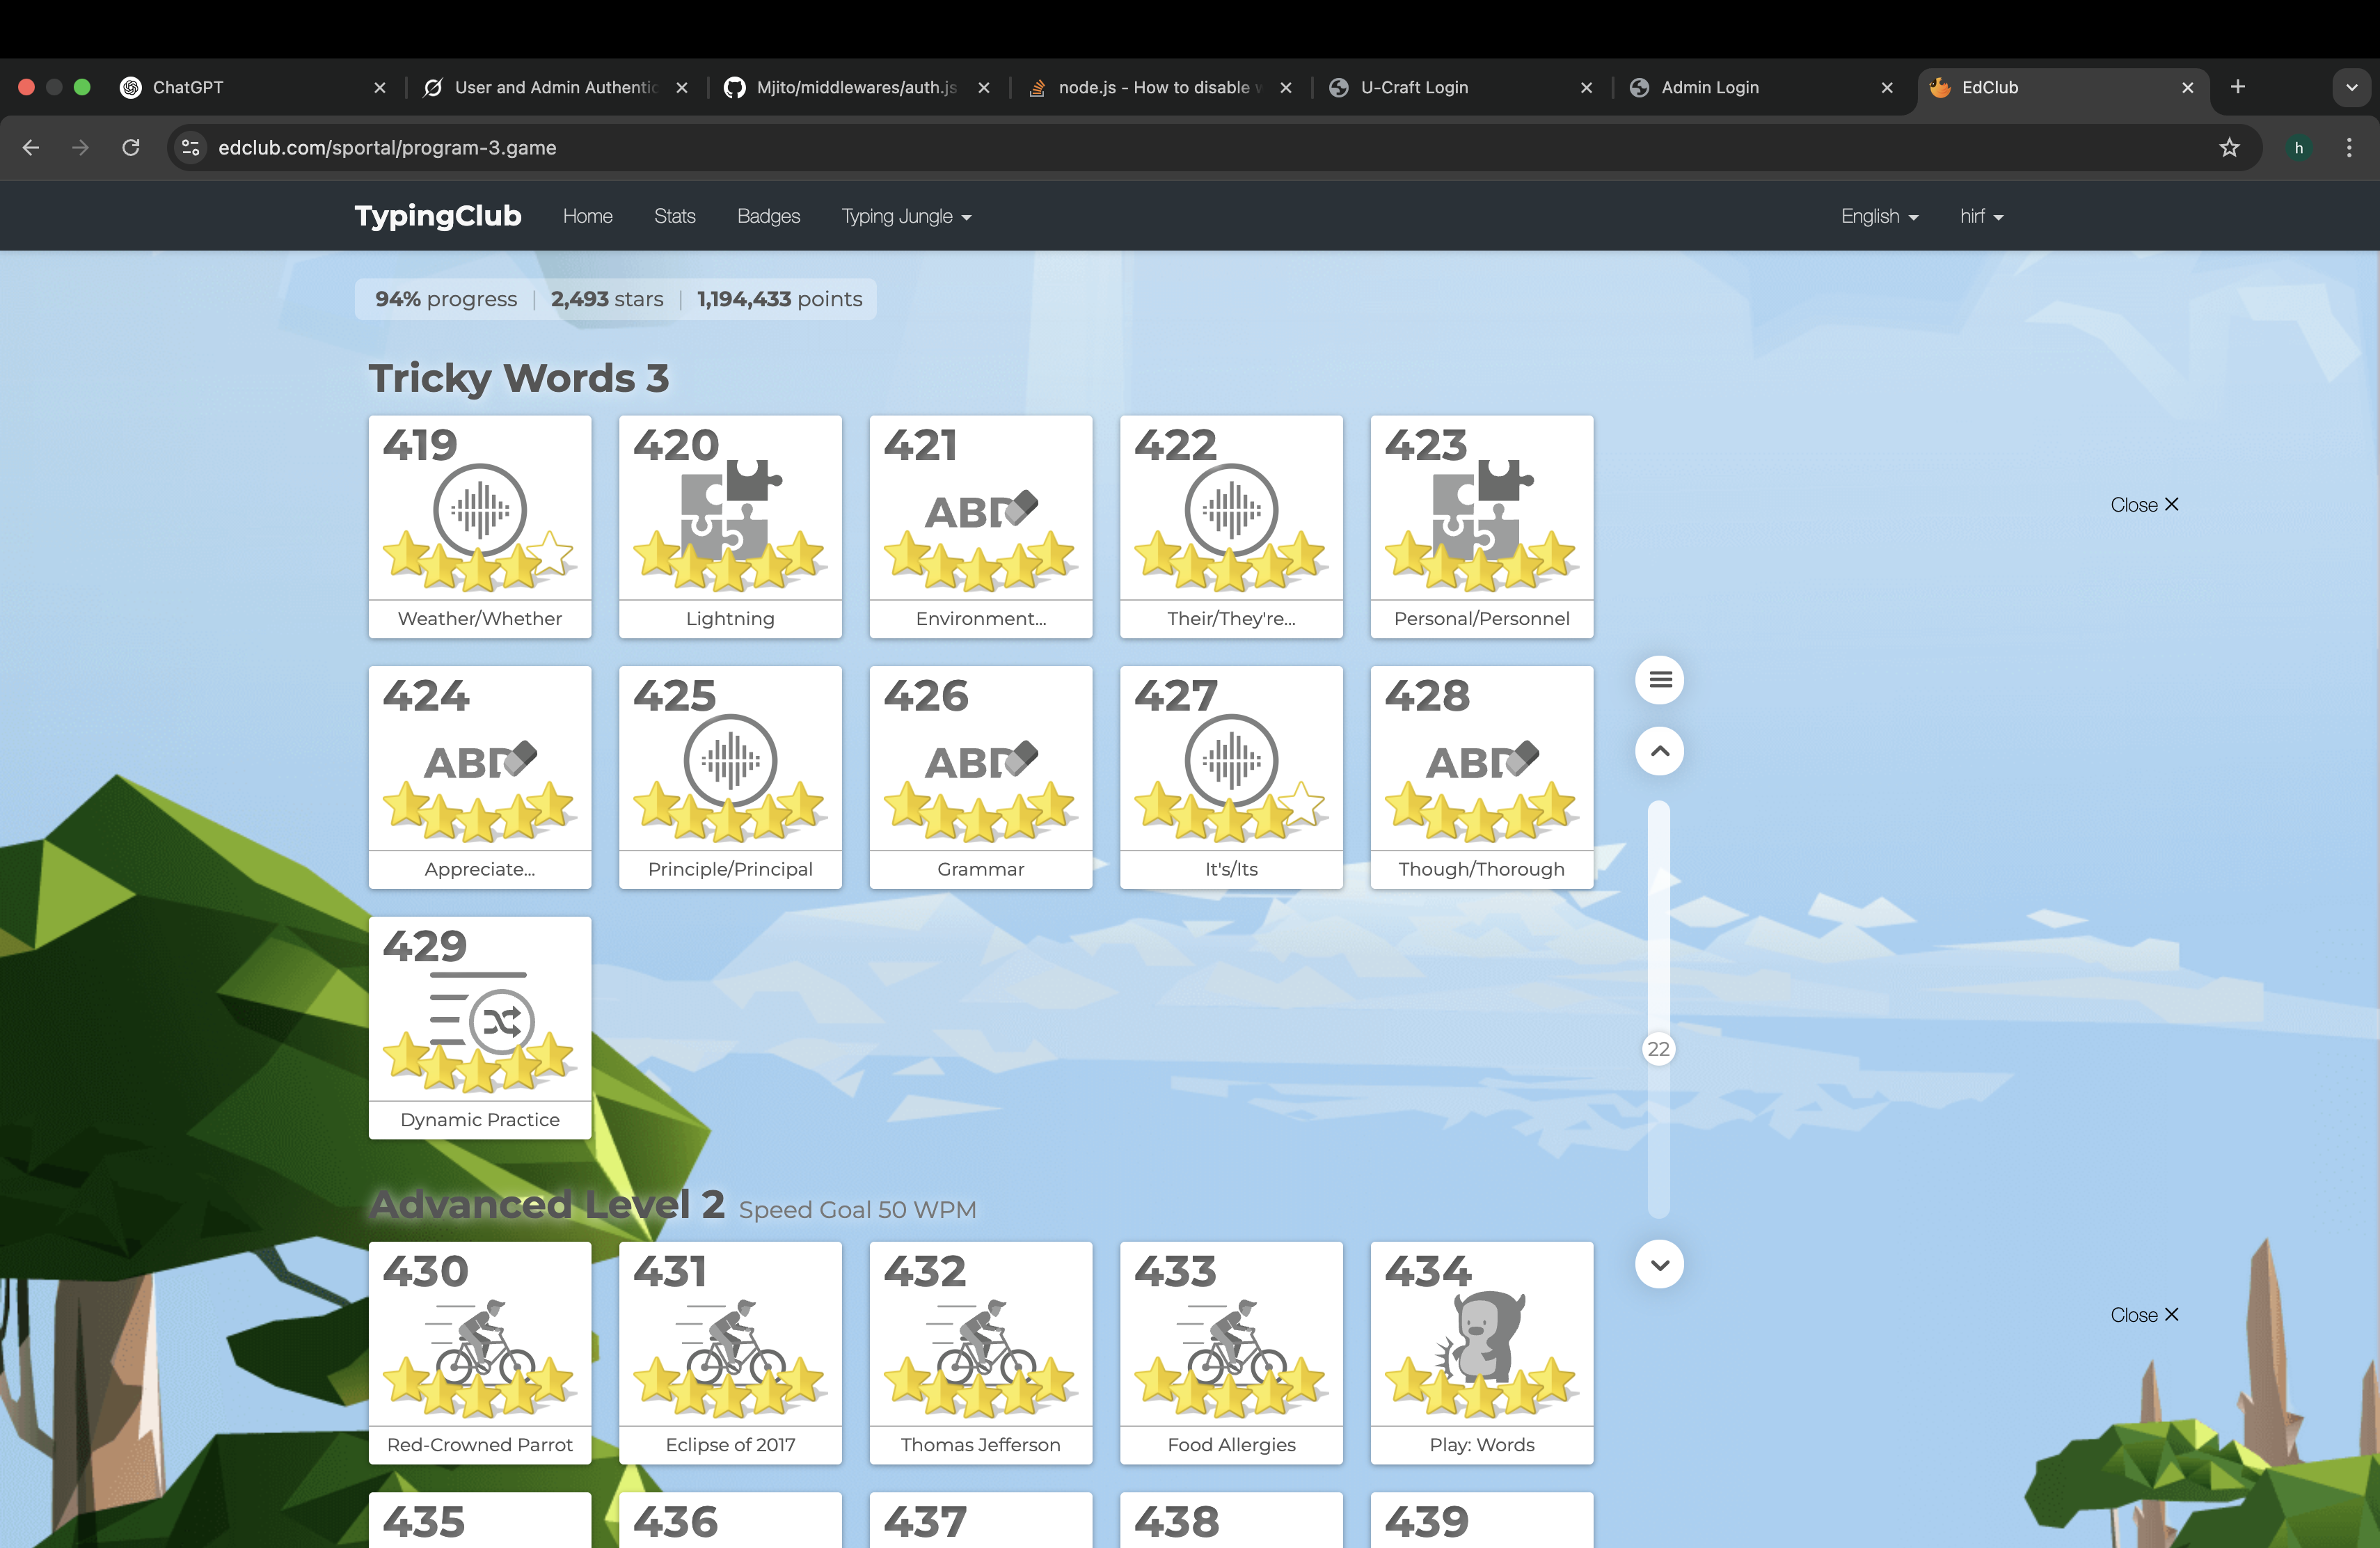 ChatGPT
User and Admin Authentic
Mjito/middlewares/auth.js
node.js - How to disable w
U-Craft Login
Admin Login
EdClub
edclub.com/sportal/program-3.game
h
TypingClub
Home
Stats
Badges
Typing Jungle
English
hirf
94% progress | 2,493 stars | 1,194,433 points
Tricky Words 3
419
420
421
422
423
ABD
Close
Weather/Whether
Lightning
Environment...
Their/They're...
Personal/Personnel
424
425
426
427
428
ABD
ABD
ABD
Appreciate...
Principle/Principal
Grammar
It's/Its
Though/Thorough
429
22
Dynamic Practice
Advanced Level 2 Speed Goal 50 WPM
430
431
432
433
434
Close
Red-Crowned Parrot
Eclipse of 2017
Thomas Jefferson
Food Allergies
Play: Words
435
436
437
438
439